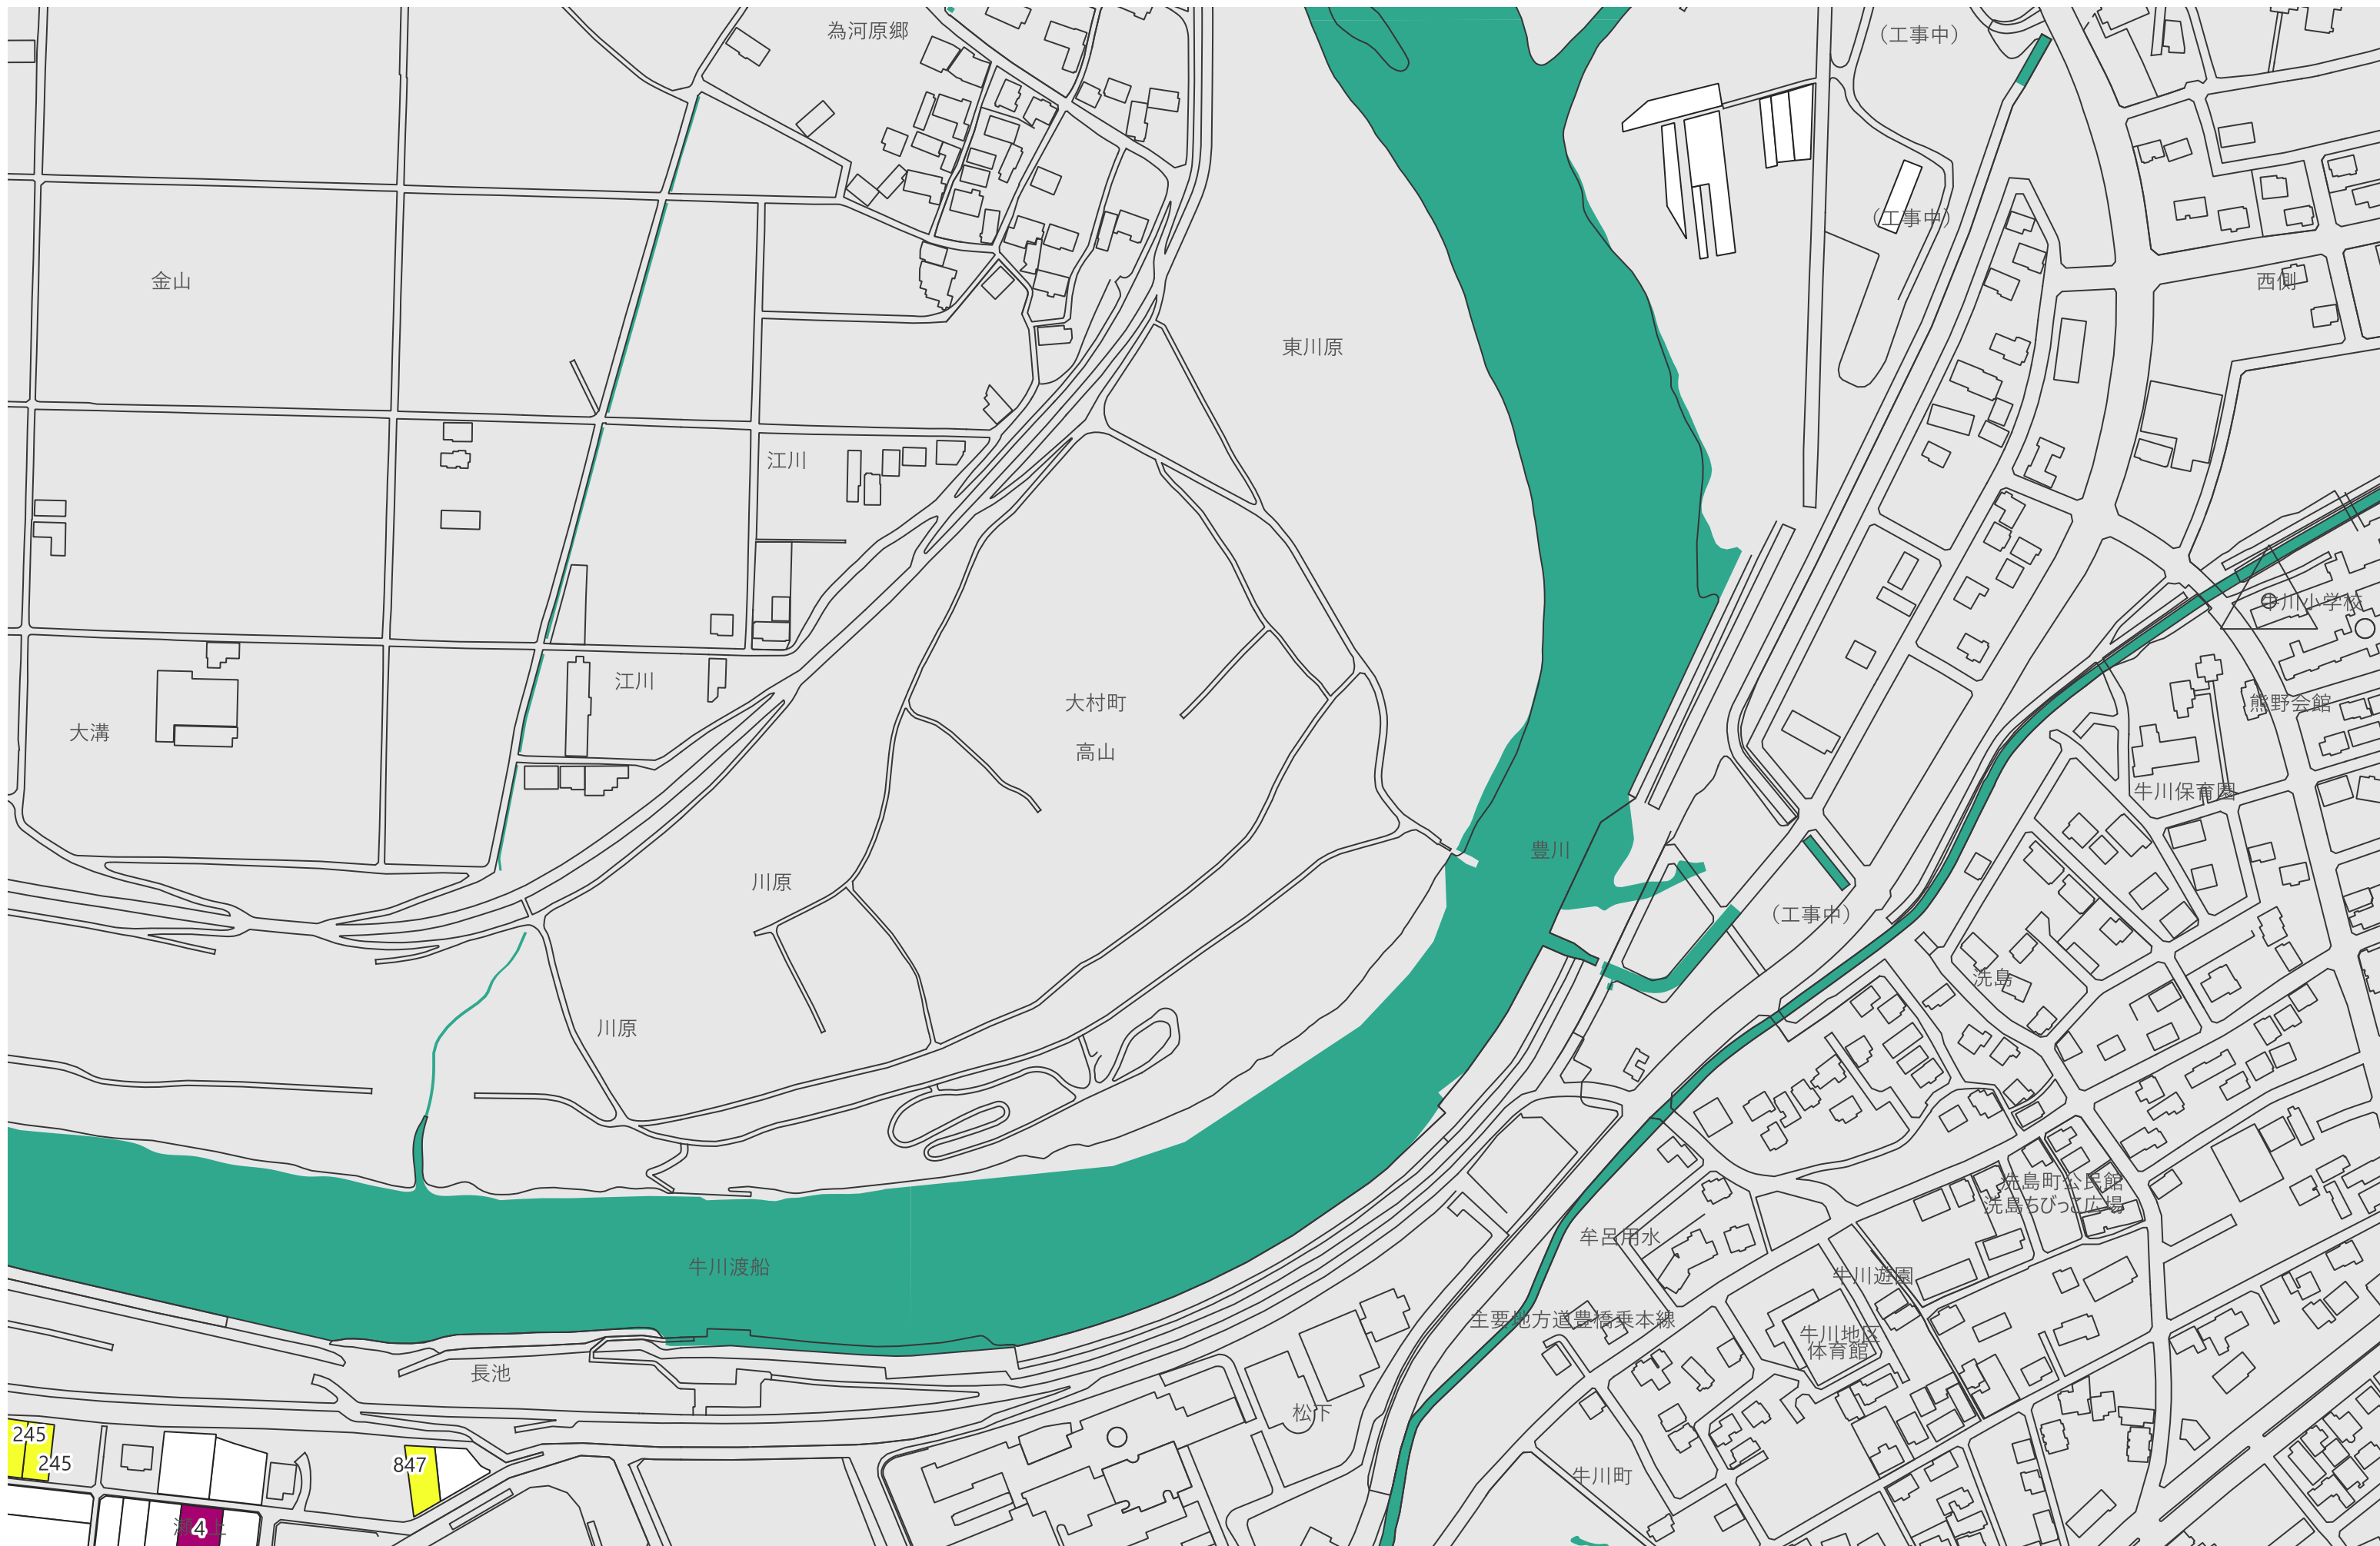 為河原郷
(工事中)
(工事中)
金山
西側
東川原
江川
牛川小学校
江川
大村町
熊野会館
大溝
高山
牛川保育園
豊川
川原
(工事中)
洗島
川原
洗島町公民館
洗島ちびっこ広場
牟呂用水
牛川渡船
牛川遊園
主要地方道豊橋乗本線
牛川地区
体育館
長池
松下
245
245
847
牛川町
4
上